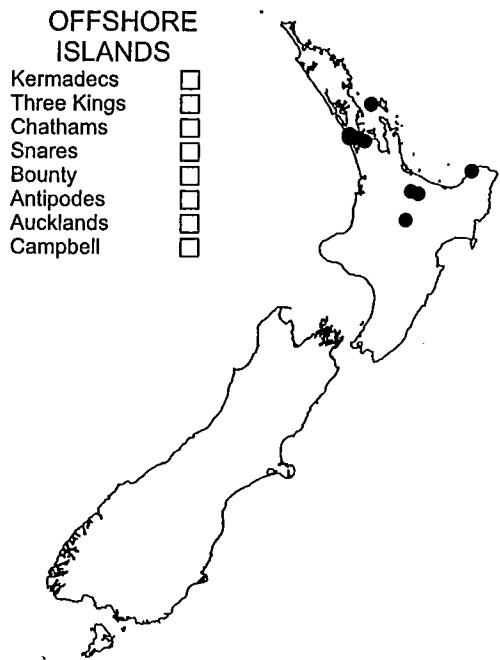 OFFSHORE
ISLANDS
Kermadecs
Three Kings
Chathams
Snares
Bounty
Antipodes
Aucklands
Campbell